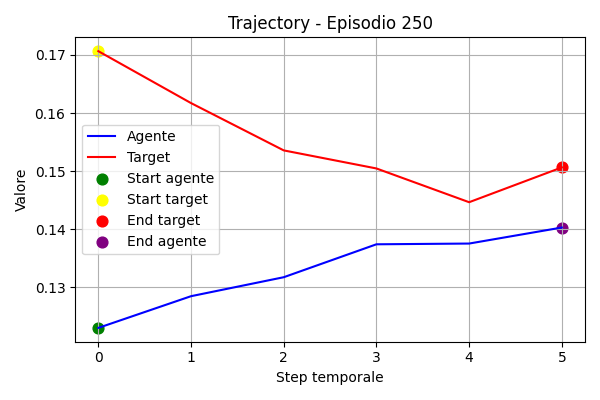 Trajectory - Episodio 250
Valore
0.17
0.16
0.15
0.14
0.13
Agente
Target
Start agente
Start target
End target
End agente
0 1 2 3 4 5
Step temporale